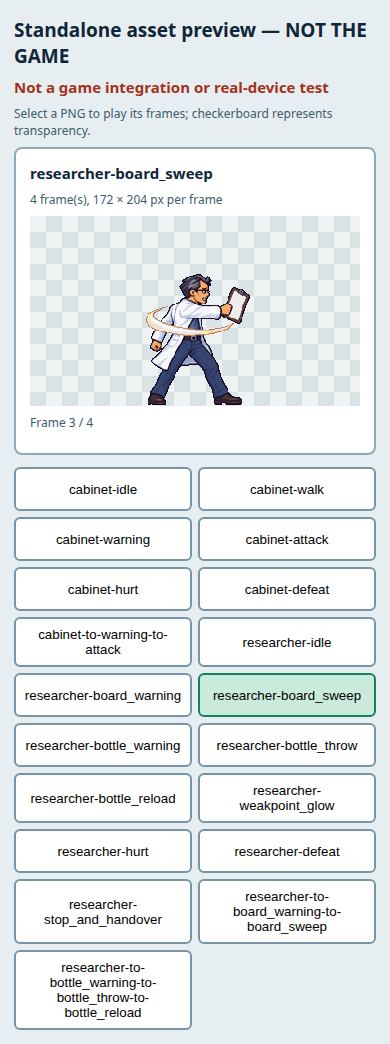 Standalone asset preview — NOT THE
GAME
Not a game integration or real-device test
Select a PNG to play its frames; checkerboard represents
transparency.
researcher-board_sweep
4 frame(s), 172 × 204 px per frame
Frame 3 / 4
cabinet-idle
cabinet-walk
cabinet-warning
cabinet-attack
cabinet-hurt
cabinet-defeat
cabinet-to-warning-to-
attack
researcher-idle
researcher-board_warning
researcher-board_sweep
researcher-bottle_warning
researcher-bottle_throw
researcher-bottle_reload
researcher-
weakpoint_glow
researcher-hurt
researcher-defeat
researcher-
stop_and_handover
researcher-to-
board_warning-to-
board_sweep
researcher-to-
bottle_warning-to-
bottle_throw-to-
bottle_reload